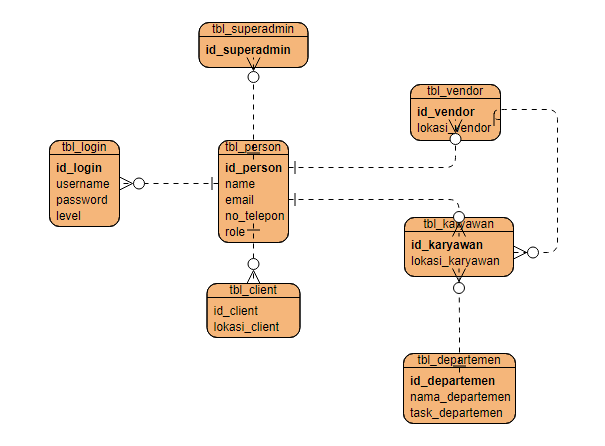 tbl_superadmin
id_superadmin
tbl_vendor
id_vendor
lokasi_vendor
tbl_login
id_login
username
password
level
tbl_person
id_person
name
email
no_telepon
role
tbl_karyawan
id_karyawan
lokasi_karyawan
tbl_client
id_client
lokasi_client
tbl_departemen
id_departemen
nama_departemen
task_departemen